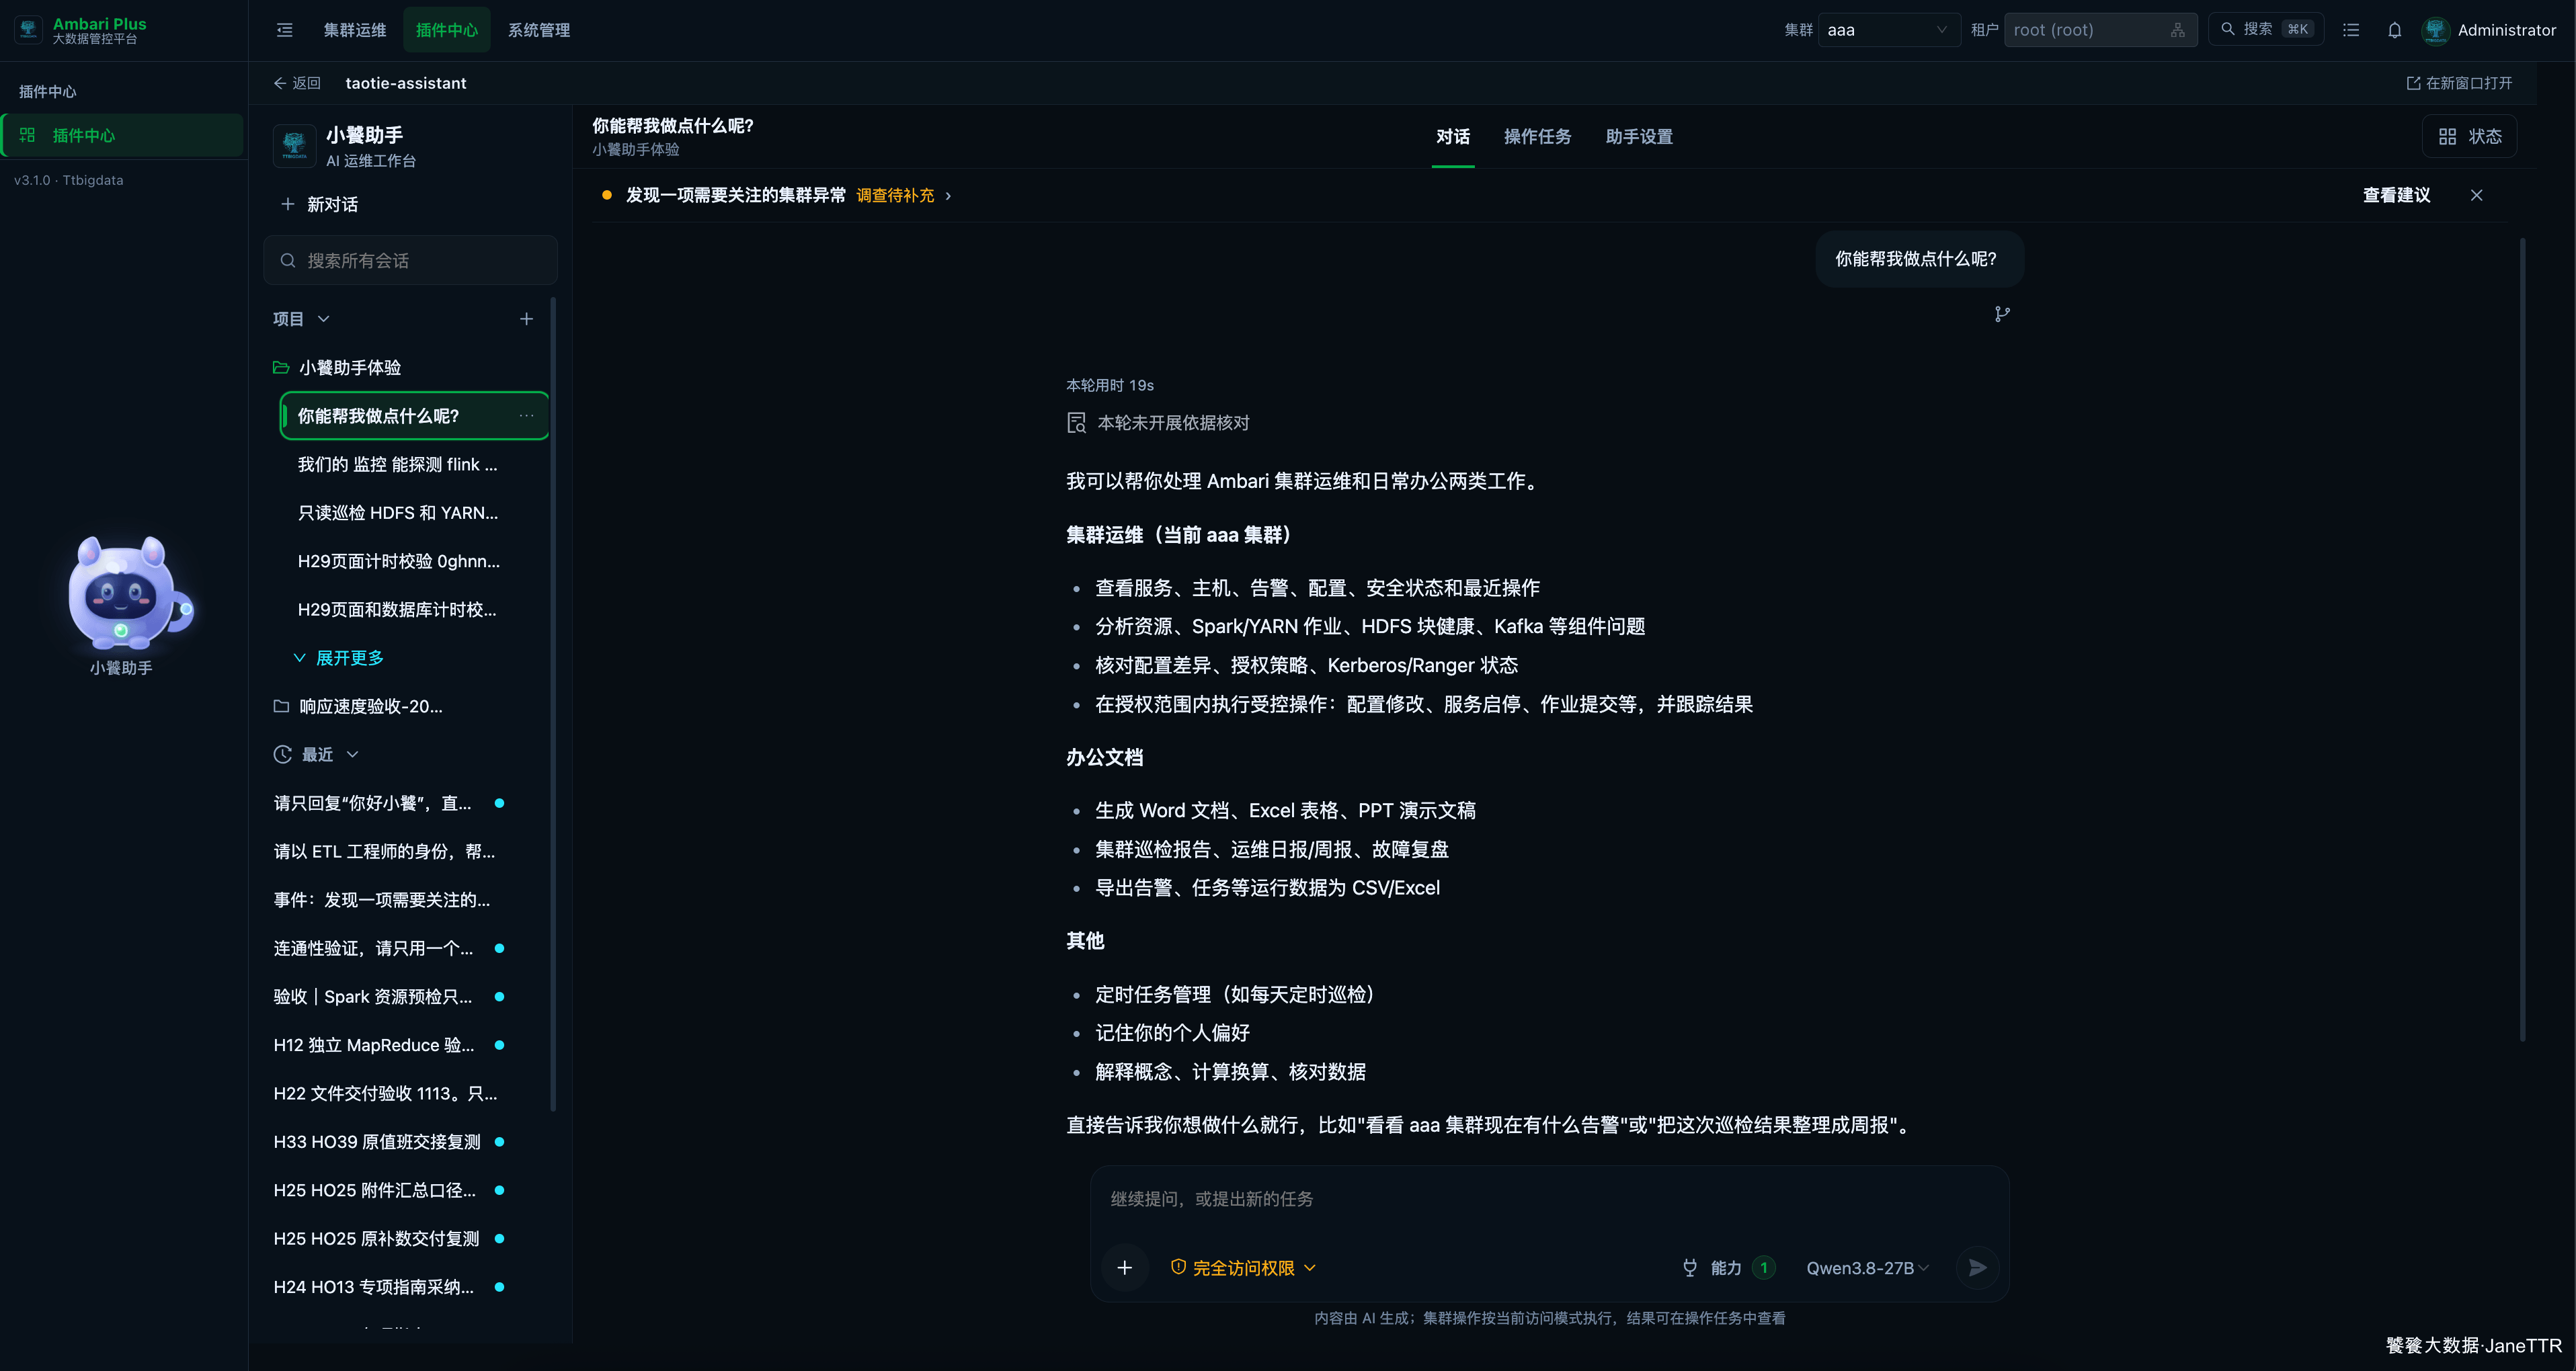 Ambari Plus
大数据管控平台
集群运维
插件中心
系统管理
集群
aaa
租户
root (root)
搜索
⌘K
Administrator
插件中心
插件中心
v3.1.0 · Ttbigdata
小饕助手
返回
taotie-assistant
在新窗口打开
小饕助手
AI 运维工作台
新对话
搜索所有会话
项目
小饕助手体验
你能帮我做点什么呢?
···
我们的 监控 能探测 flink ...
只读巡检 HDFS 和 YARN...
H29页面计时校验 0ghnn...
H29页面和数据库计时校...
展开更多
响应速度验收-20...
最近
请只回复“你好小饕”，直...
请以 ETL 工程师的身份，帮...
事件：发现一项需要关注的...
连通性验证，请只用一个...
验收｜Spark 资源预检只...
H12 独立 MapReduce 验...
H22 文件交付验收 1113。只...
H33 HO39 原值班交接复测
H25 HO25 附件汇总口径...
H25 HO25 原补数交付复测
H24 HO13 专项指南采纳...
你能帮我做点什么呢?
小饕助手体验
对话
操作任务
助手设置
状态
发现一项需要关注的集群异常
调查待补充 ›
查看建议
你能帮我做点什么呢?
本轮用时 19s
本轮未开展依据核对
我可以帮你处理 Ambari 集群运维和日常办公两类工作。
集群运维（当前 aaa 集群）
• 查看服务、主机、告警、配置、安全状态和最近操作
• 分析资源、Spark/YARN 作业、HDFS 块健康、Kafka 等组件问题
• 核对配置差异、授权策略、Kerberos/Ranger 状态
• 在授权范围内执行受控操作：配置修改、服务启停、作业提交等，并跟踪结果
办公文档
• 生成 Word 文档、Excel 表格、PPT 演示文稿
• 集群巡检报告、运维日报/周报、故障复盘
• 导出告警、任务等运行数据为 CSV/Excel
其他
• 定时任务管理（如每天定时巡检）
• 记住你的个人偏好
• 解释概念、计算换算、核对数据
直接告诉我你想做什么就行，比如"看看 aaa 集群现在有什么告警"或"把这次巡检结果整理成周报"。
继续提问，或提出新的任务
完全访问权限
能力
1
Qwen3.8-27B
内容由 AI 生成；集群操作按当前访问模式执行，结果可在操作任务中查看
饕餮大数据·JaneTTR